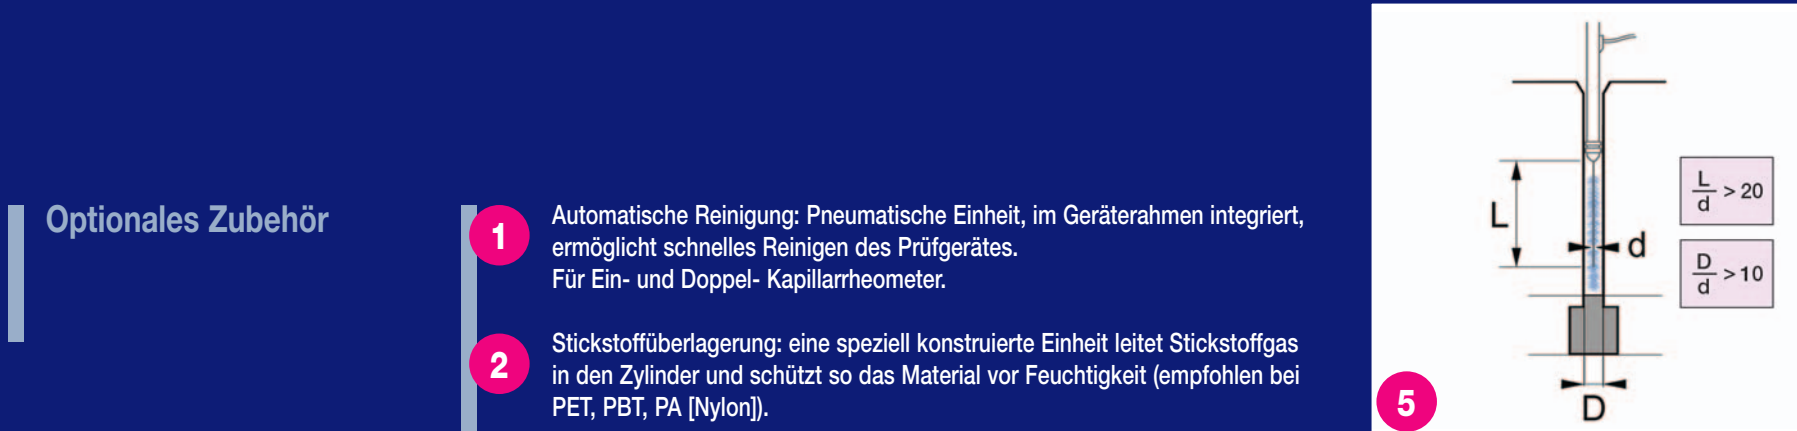 Optionales Zubehör
1
Automatische Reinigung: Pneumatische Einheit, im Geräterahmen integriert,
ermöglicht schnelles Reinigen des Prüfgerätes.
Für Ein- und Doppel- Kapillarrheometer.
2
Stickstoffüberlagerung: eine speziell konstruierte Einheit leitet Stickstoffgas
in den Zylinder und schützt so das Material vor Feuchtigkeit (empfohlen bei
PET, PBT, PA [Nylon]).
L
d
L/d > 20
D/d > 10
D
5